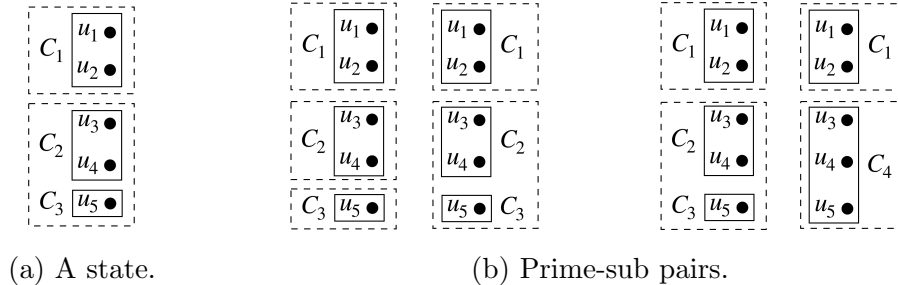 C₁ u₁ u₂
C₂ u₃ u₄
C₃ u₅
C₁ u₁ u₂
C₂ u₃ u₄
C₃ u₅
u₁ u₂ C₁
u₃ u₄ C₂
u₅ C₃
C₁ u₁ u₂
C₂ u₃ u₄
C₃ u₅
u₁ u₂ C₁
u₃ u₄ u₅ C₄
(a) A state.
(b) Prime-sub pairs.